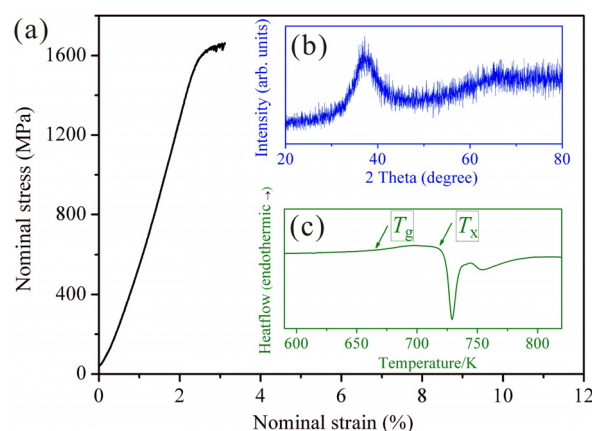 (a)
Nominal stress (MPa)
1600
1200
800
400
0
0
2
4
6
8
10
12
Nominal strain (%)
(b)
Intensity (arb. units)
20
40
60
80
2 Theta (degree)
(c)
Tg
Tx
Heatflow (endothermic→)
600
650
700
750
800
Temperature/K